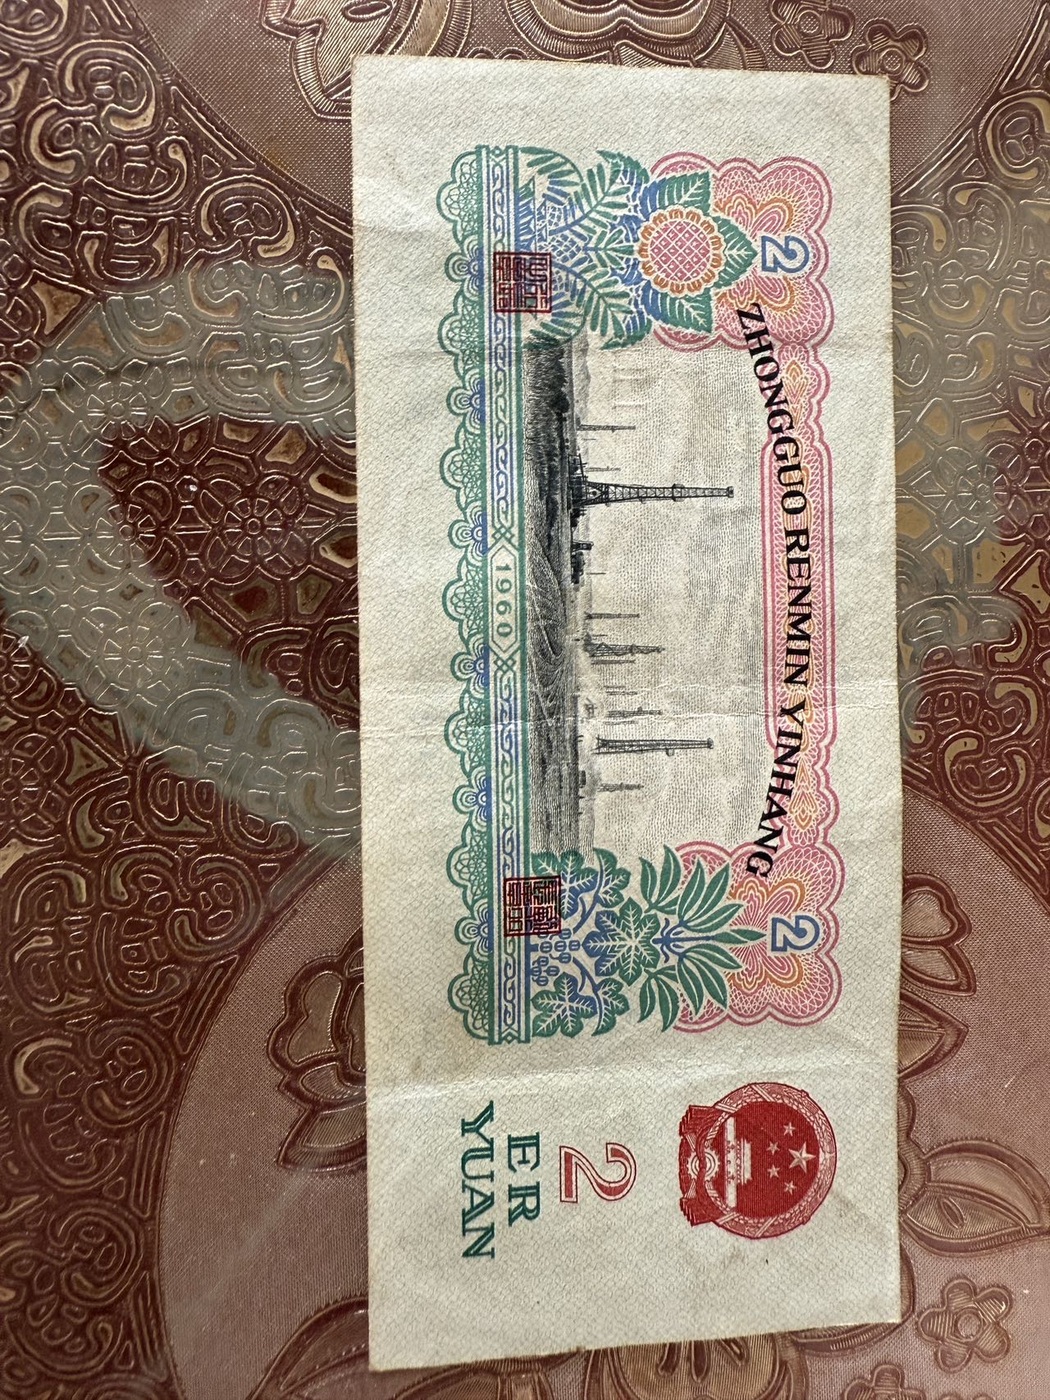 ZHONGGUO RENMIN YINHANG
2
2
1960
2
ER
YUAN